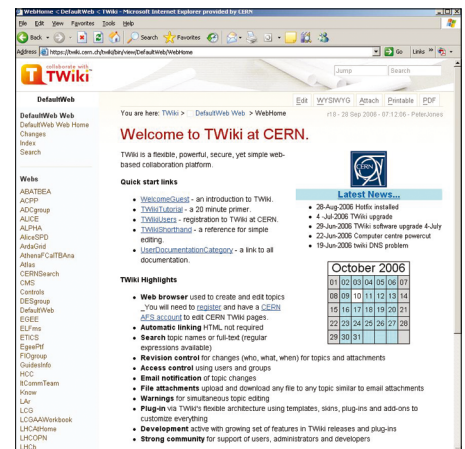 WebHome < DefaultWeb < TWiki - Microsoft Internet Explorer provided by CERN
File Edit View Favorites Tools Help
Back Search Favorites
Address https://twiki.cern.ch/twiki/bin/view/DefaultWeb/WebHome Go Links
collaborate with
TWiki
Jump Search
DefaultWeb
Edit WYSIWYG Attach Printable PDF
DefaultWeb Web
DefaultWeb Web Home
Changes
Index
Search
Webs
ABATBEA
ACPP
ADCgroup
ALICE
ALPHA
AliceSPD
ArdaGrid
AthenaFCalTBAna
Atlas
CERNSearch
CMS
Controls
DESgroup
DefaultWeb
EGEE
ELFms
ETICS
EgeePtf
FIOgroup
GuidesInfo
HCC
ItCommTeam
Know
LAr
LCG
LCGAAWorkbook
LHCAtHome
LHCOPN
LHCb
You are here: TWiki > DefaultWeb Web > WebHome
r18 - 28 Sep 2006 - 07:12:06 - PeterJones
Welcome to TWiki at CERN.
TWiki is a flexible, powerful, secure, yet simple web-
based collaboration platform.
Quick start links
WelcomeGuest - an introduction to TWiki.
TWikiTutorial - a 20 minute primer.
TWikiUsers - registration to TWiki at CERN.
TWikiShorthand - a reference for simple
editing.
UserDocumentationCategory - a link to all
documentation.
CERN
Latest News...
28-Aug-2006 Hotfix installed
4 -Jul-2006 TWiki upgrade
29-Jun-2006 TWiki software upgrade 4-July
22-Jun-2006 Computer centre powercut
19-Jun-2006 twiki DNS problem
October 2006
01 02 03 04 05 06 07
08 09 10 11 12 13 14
15 16 17 18 19 20 21
22 23 24 25 26 27 28
29 30 31
TWiki Highlights
Web browser used to create and edit topics
_You will need to register and have a CERN
AFS account to edit CERN TWiki pages.
Automatic linking HTML not required
Search topic names or full-text (regular
expressions available)
Revision control for changes (who, what, when) for topics and attachments
Access control using users and groups
Email notification of topic changes
File attachments upload and download any file to any topic similar to email attachments
Warnings for simultaneous topic editing
Plug-in via TWiki's flexible architecture using templates, skins, plug-ins and add-ons to
customize everything
Development active with growing set of features in TWiki releases and plug-ins
Strong community for support of users, administrators and developers